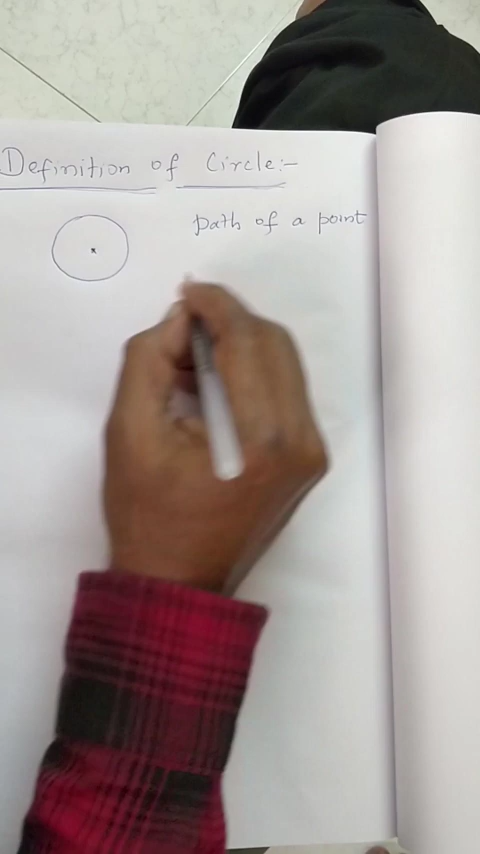 Definition of Circle:-
path of a point